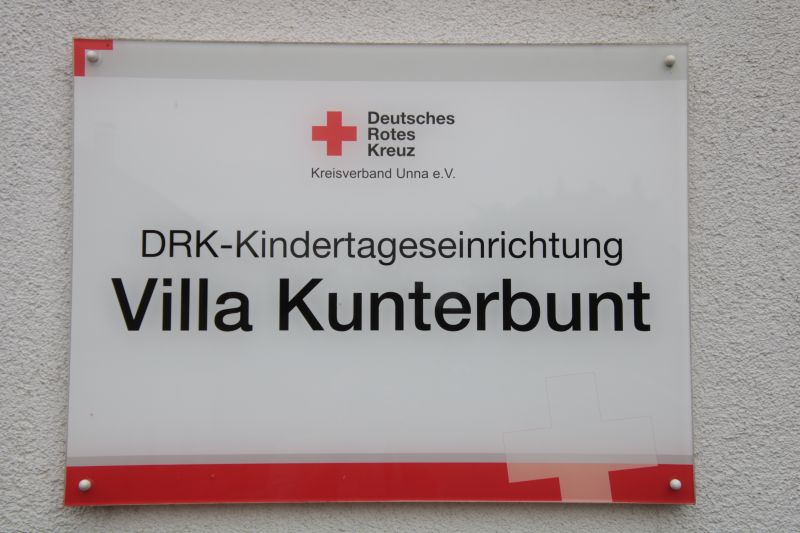 Deutsches
Rotes
Kreuz
Kreisverband Unna e.V.
DRK-Kindertageseinrichtung
Villa Kunterbunt